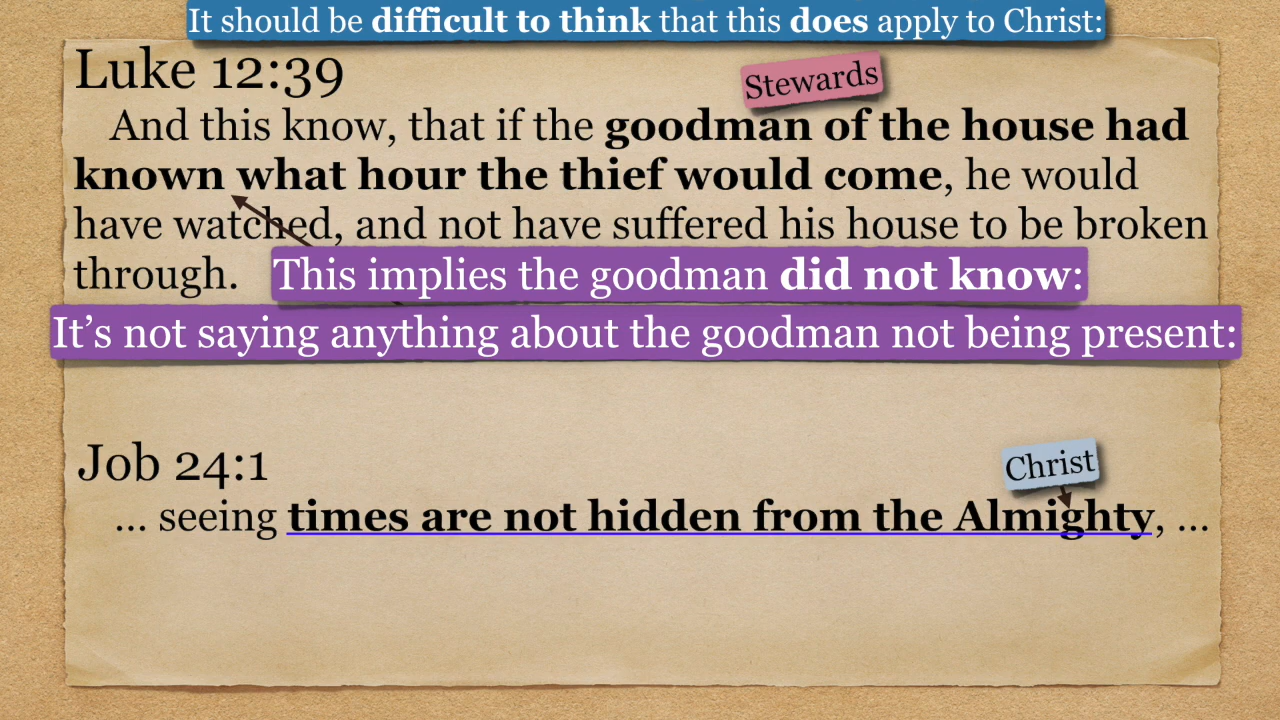 It should be difficult to think that this does apply to Christ:
Luke 12:39
Stewards
And this know, that if the goodman of the house had
known what hour the thief would come, he would
have watched, and not have suffered his house to be broken
through.
This implies the goodman did not know:
It’s not saying anything about the goodman not being present:
Job 24:1
Christ
... seeing times are not hidden from the Almighty, ...